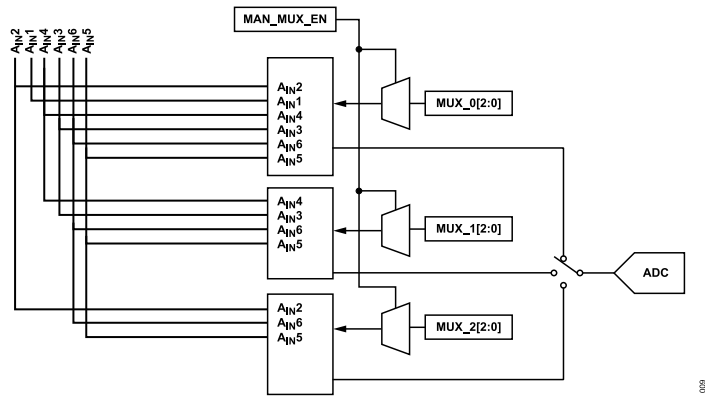 MAN_MUX_EN
AIN2
AIN1
AIN4
AIN3
AIN6
AIN5
AIN2
AIN1
AIN4
AIN3
AIN6
AIN5
MUX_0[2:0]
AIN4
AIN3
AIN6
AIN5
MUX_1[2:0]
ADC
AIN2
AIN6
AIN5
MUX_2[2:0]
009